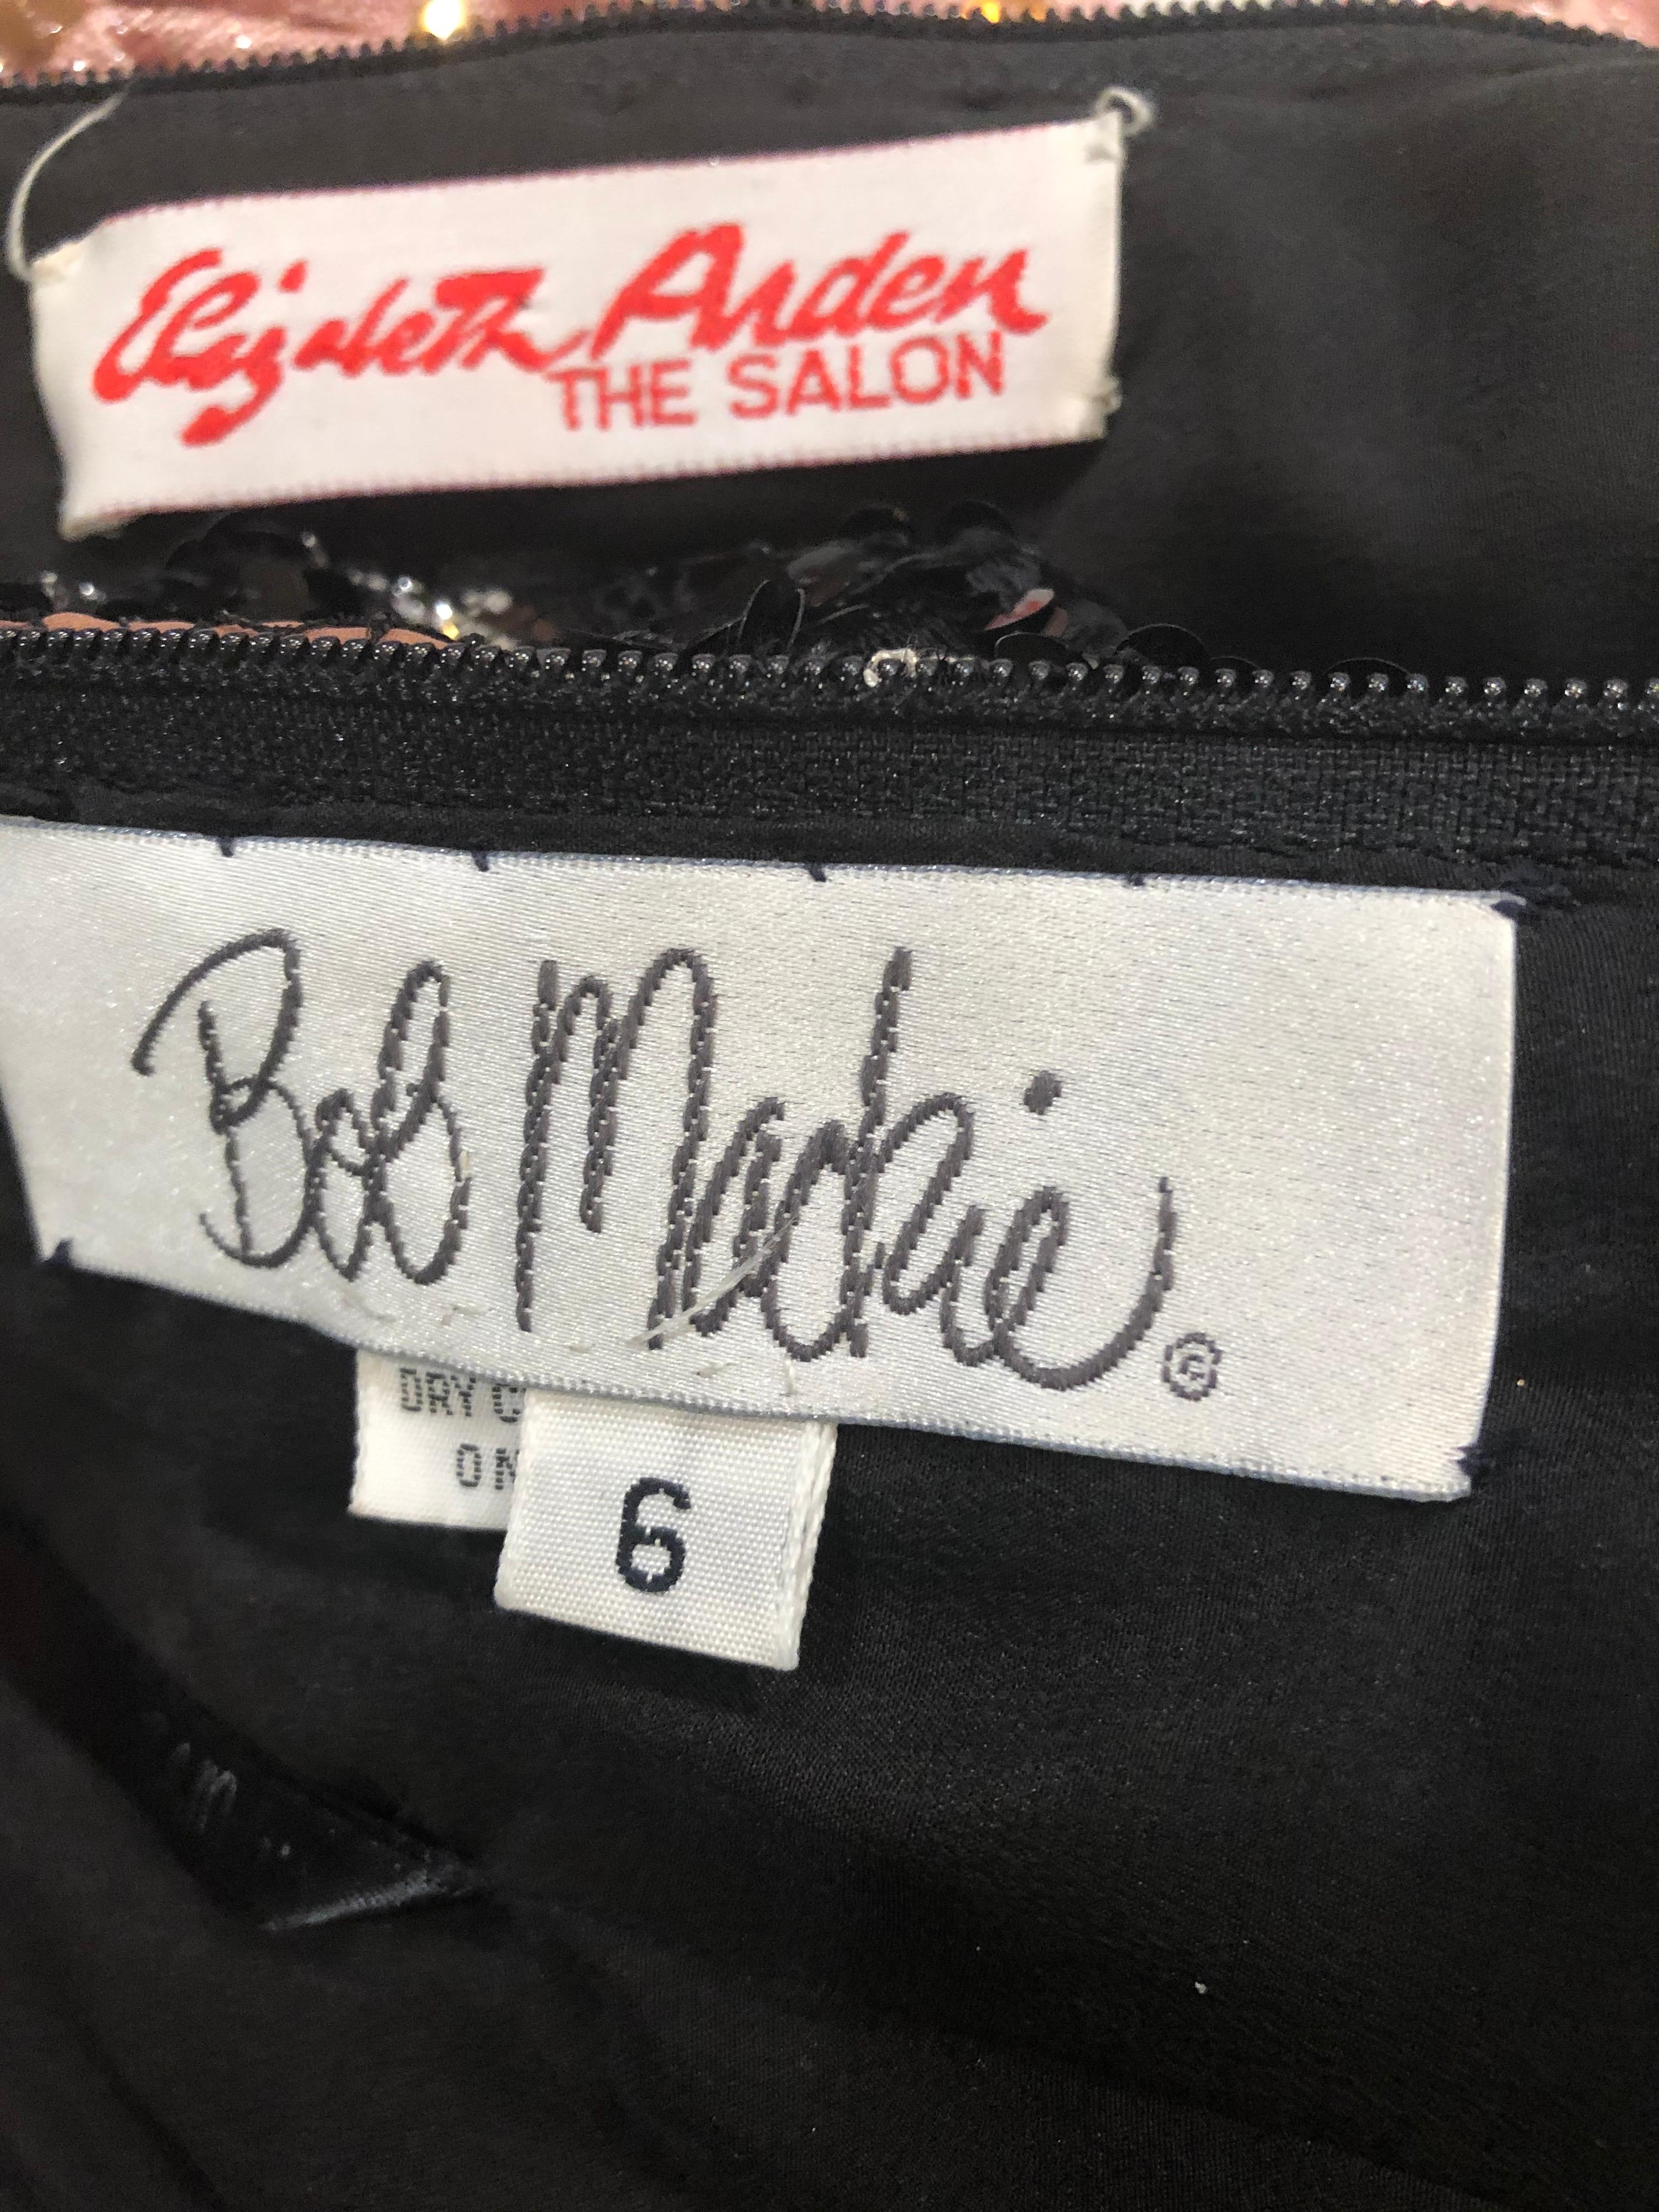 Elizabeth Arden
THE SALON
Bob Mackie ®
6